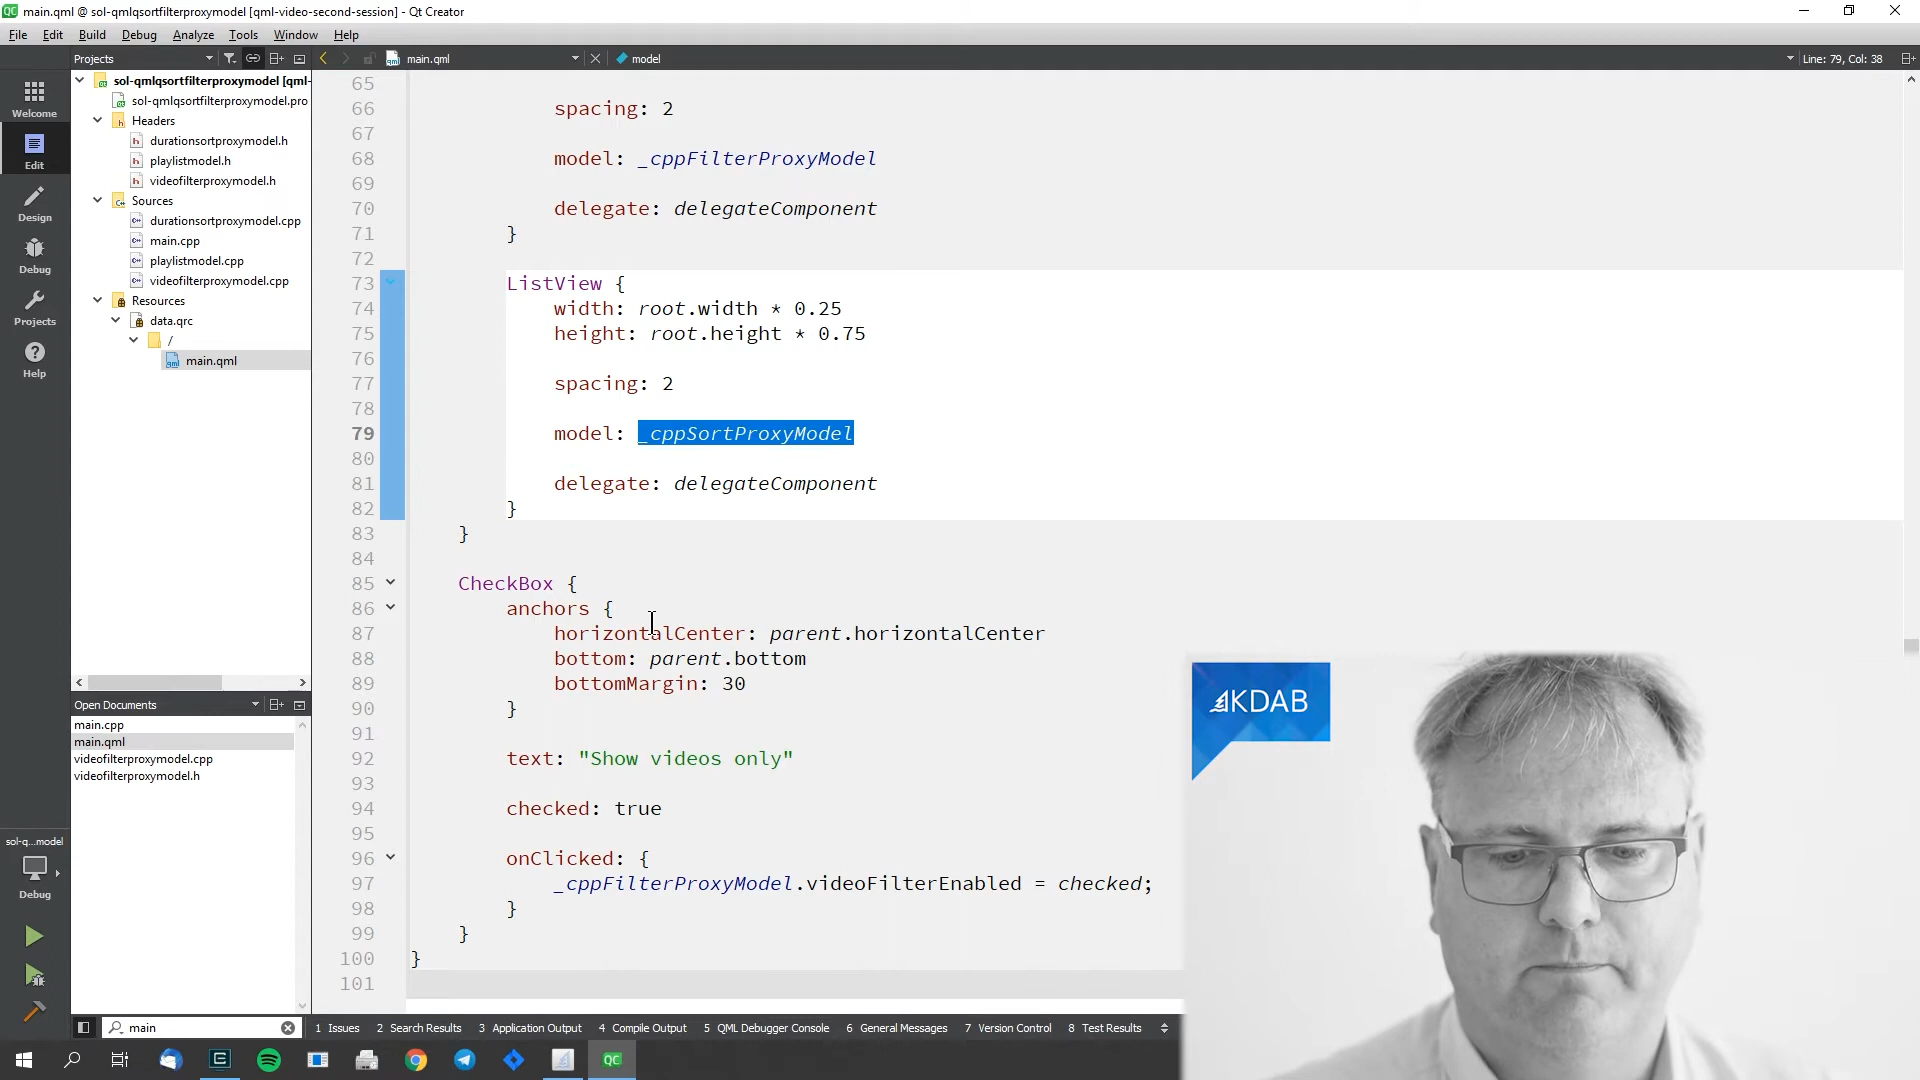 main.qml @ sol-qmlqsortfilterproxymodel [qml-video-second-session] - Qt Creator
File Edit Build Debug Analyze Tools Window Help
Projects
main.qml
model
Line: 79, Col: 38
Welcome
Edit
Design
Debug
Projects
Help
sol-qmlqsortfilterproxymodel [qml-
sol-qmlqsortfilterproxymodel.pro
Headers
durationsortproxymodel.h
playlistmodel.h
videofilterproxymodel.h
Sources
durationsortproxymodel.cpp
main.cpp
playlistmodel.cpp
videofilterproxymodel.cpp
Resources
data.qrc
/
main.qml
Open Documents
main.cpp
main.qml
videofilterproxymodel.cpp
videofilterproxymodel.h
sol-q...model
Debug
65
66 spacing: 2
67
68 model: _cppFilterProxyModel
69
70 delegate: delegateComponent
71 }
72
73 ListView {
74 width: root.width * 0.25
75 height: root.height * 0.75
76
77 spacing: 2
78
79 model: _cppSortProxyModel
80
81 delegate: delegateComponent
82 }
83 }
84
85 CheckBox {
86 anchors {
87 horizontalCenter: parent.horizontalCenter
88 bottom: parent.bottom
89 bottomMargin: 30
90 }
91
92 text: "Show videos only"
93
94 checked: true
95
96 onClicked: {
97 _cppFilterProxyModel.videoFilterEnabled = checked;
98 }
99 }
100 }
101
KDAB
main
1 Issues 2 Search Results 3 Application Output 4 Compile Output 5 QML Debugger Console 6 General Messages 7 Version Control 8 Test Results
QC